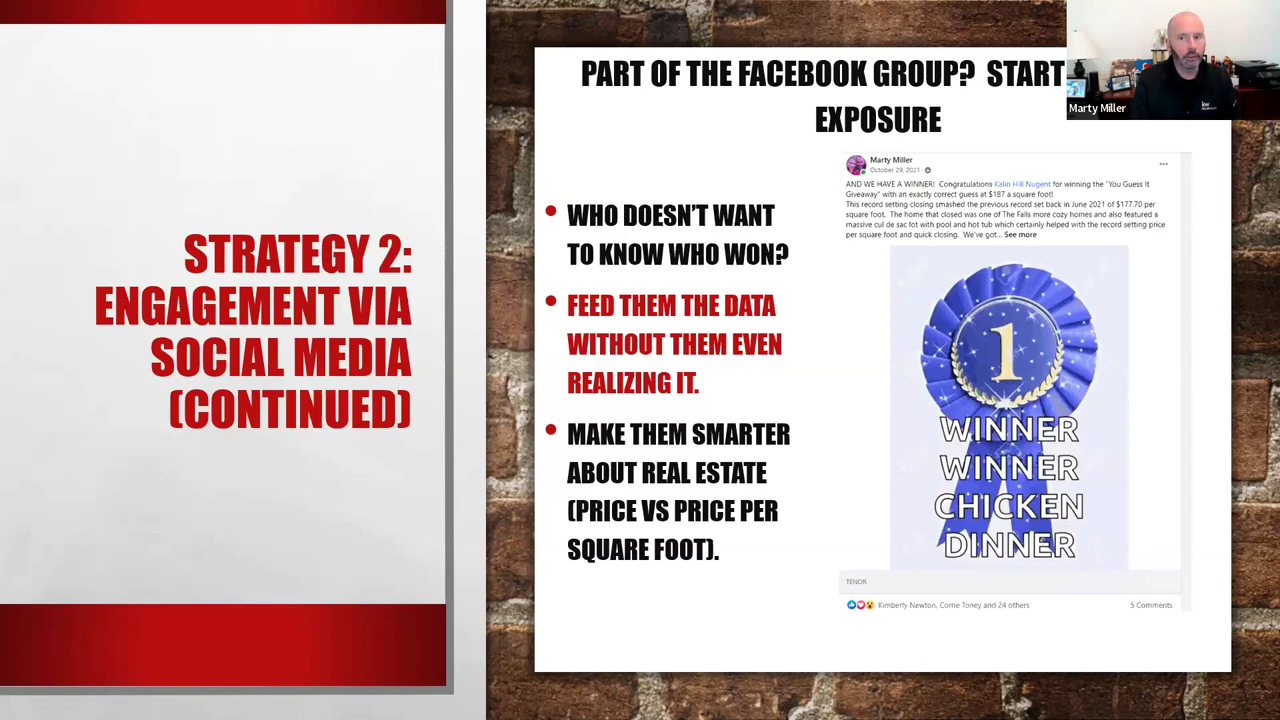 STRATEGY 2:
ENGAGEMENT VIA
SOCIAL MEDIA
(CONTINUED)
PART OF THE FACEBOOK GROUP? START
EXPOSURE
• WHO DOESN'T WANT
TO KNOW WHO WON?
• FEED THEM THE DATA
WITHOUT THEM EVEN
REALIZING IT.
• MAKE THEM SMARTER
ABOUT REAL ESTATE
(PRICE VS PRICE PER
SQUARE FOOT).
Marty Miller
October 29, 2021 ·
AND WE HAVE A WINNER! Congratulations Kalin Hill Nugent for winning the "You Guess It
Giveaway" with an exactly correct guess at $187 a square foot!
This record setting closing smashed the previous record set back in June 2021 of $177.70 per
square foot. The home that closed was one of The Falls more cozy homes and also featured a
massive cul de sac lot with pool and hot tub which certainly helped with the record setting price
per square foot and quick closing. We've got... See more
1
WINNER
WINNER
CHICKEN
DINNER
TENOR
Kimberly Newton, Corrie Toney and 24 others
5 Comments
Marty Miller
kw